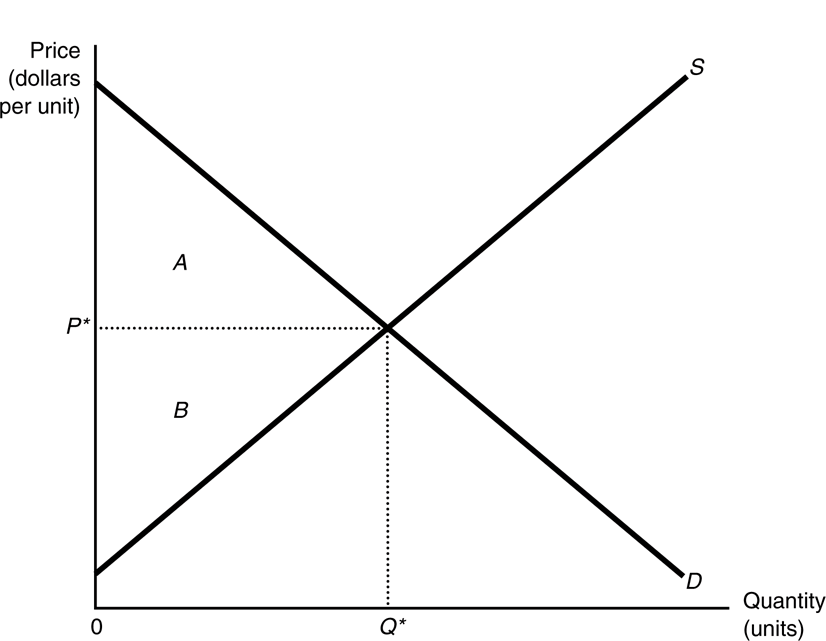 Price
(dollars
per unit)
S
A
P*
B
D
Quantity
(units)
0
Q*